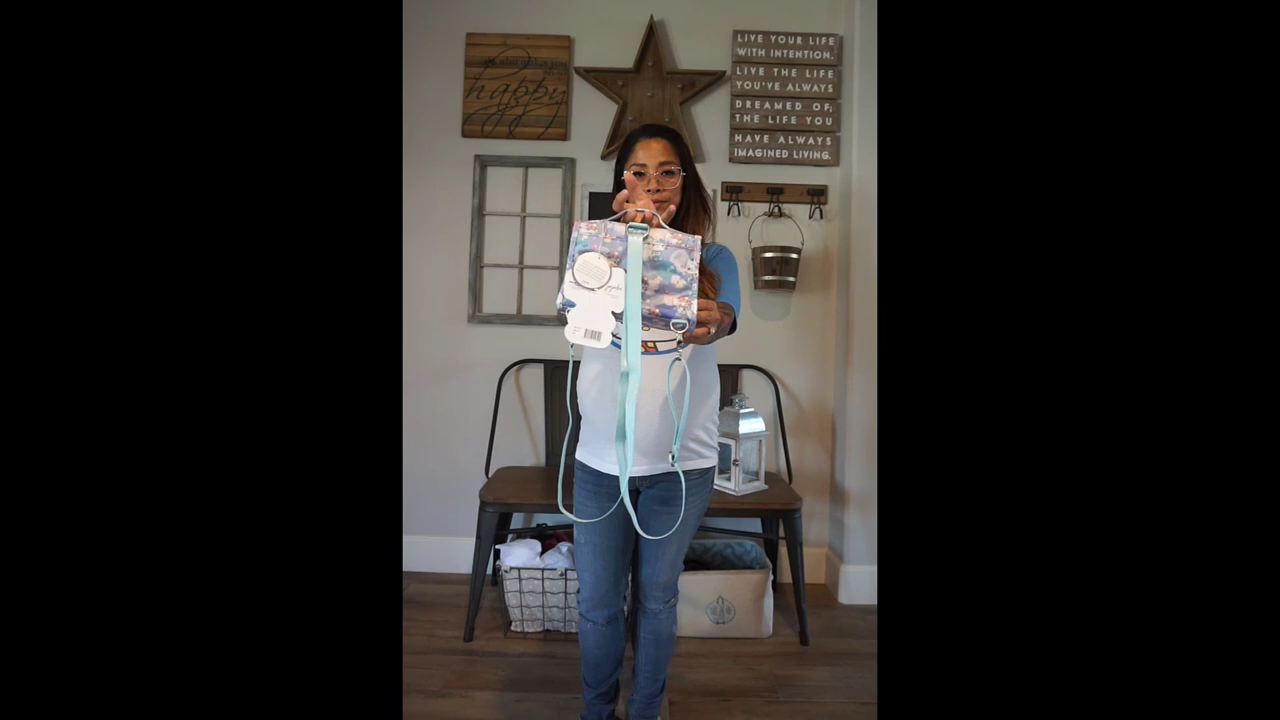 happy
LIVE YOUR LIFE
WITH INTENTION.
LIVE THE LIFE
YOU'VE ALWAYS
DREAMED OF;
THE LIFE YOU
HAVE ALWAYS
IMAGINED LIVING.